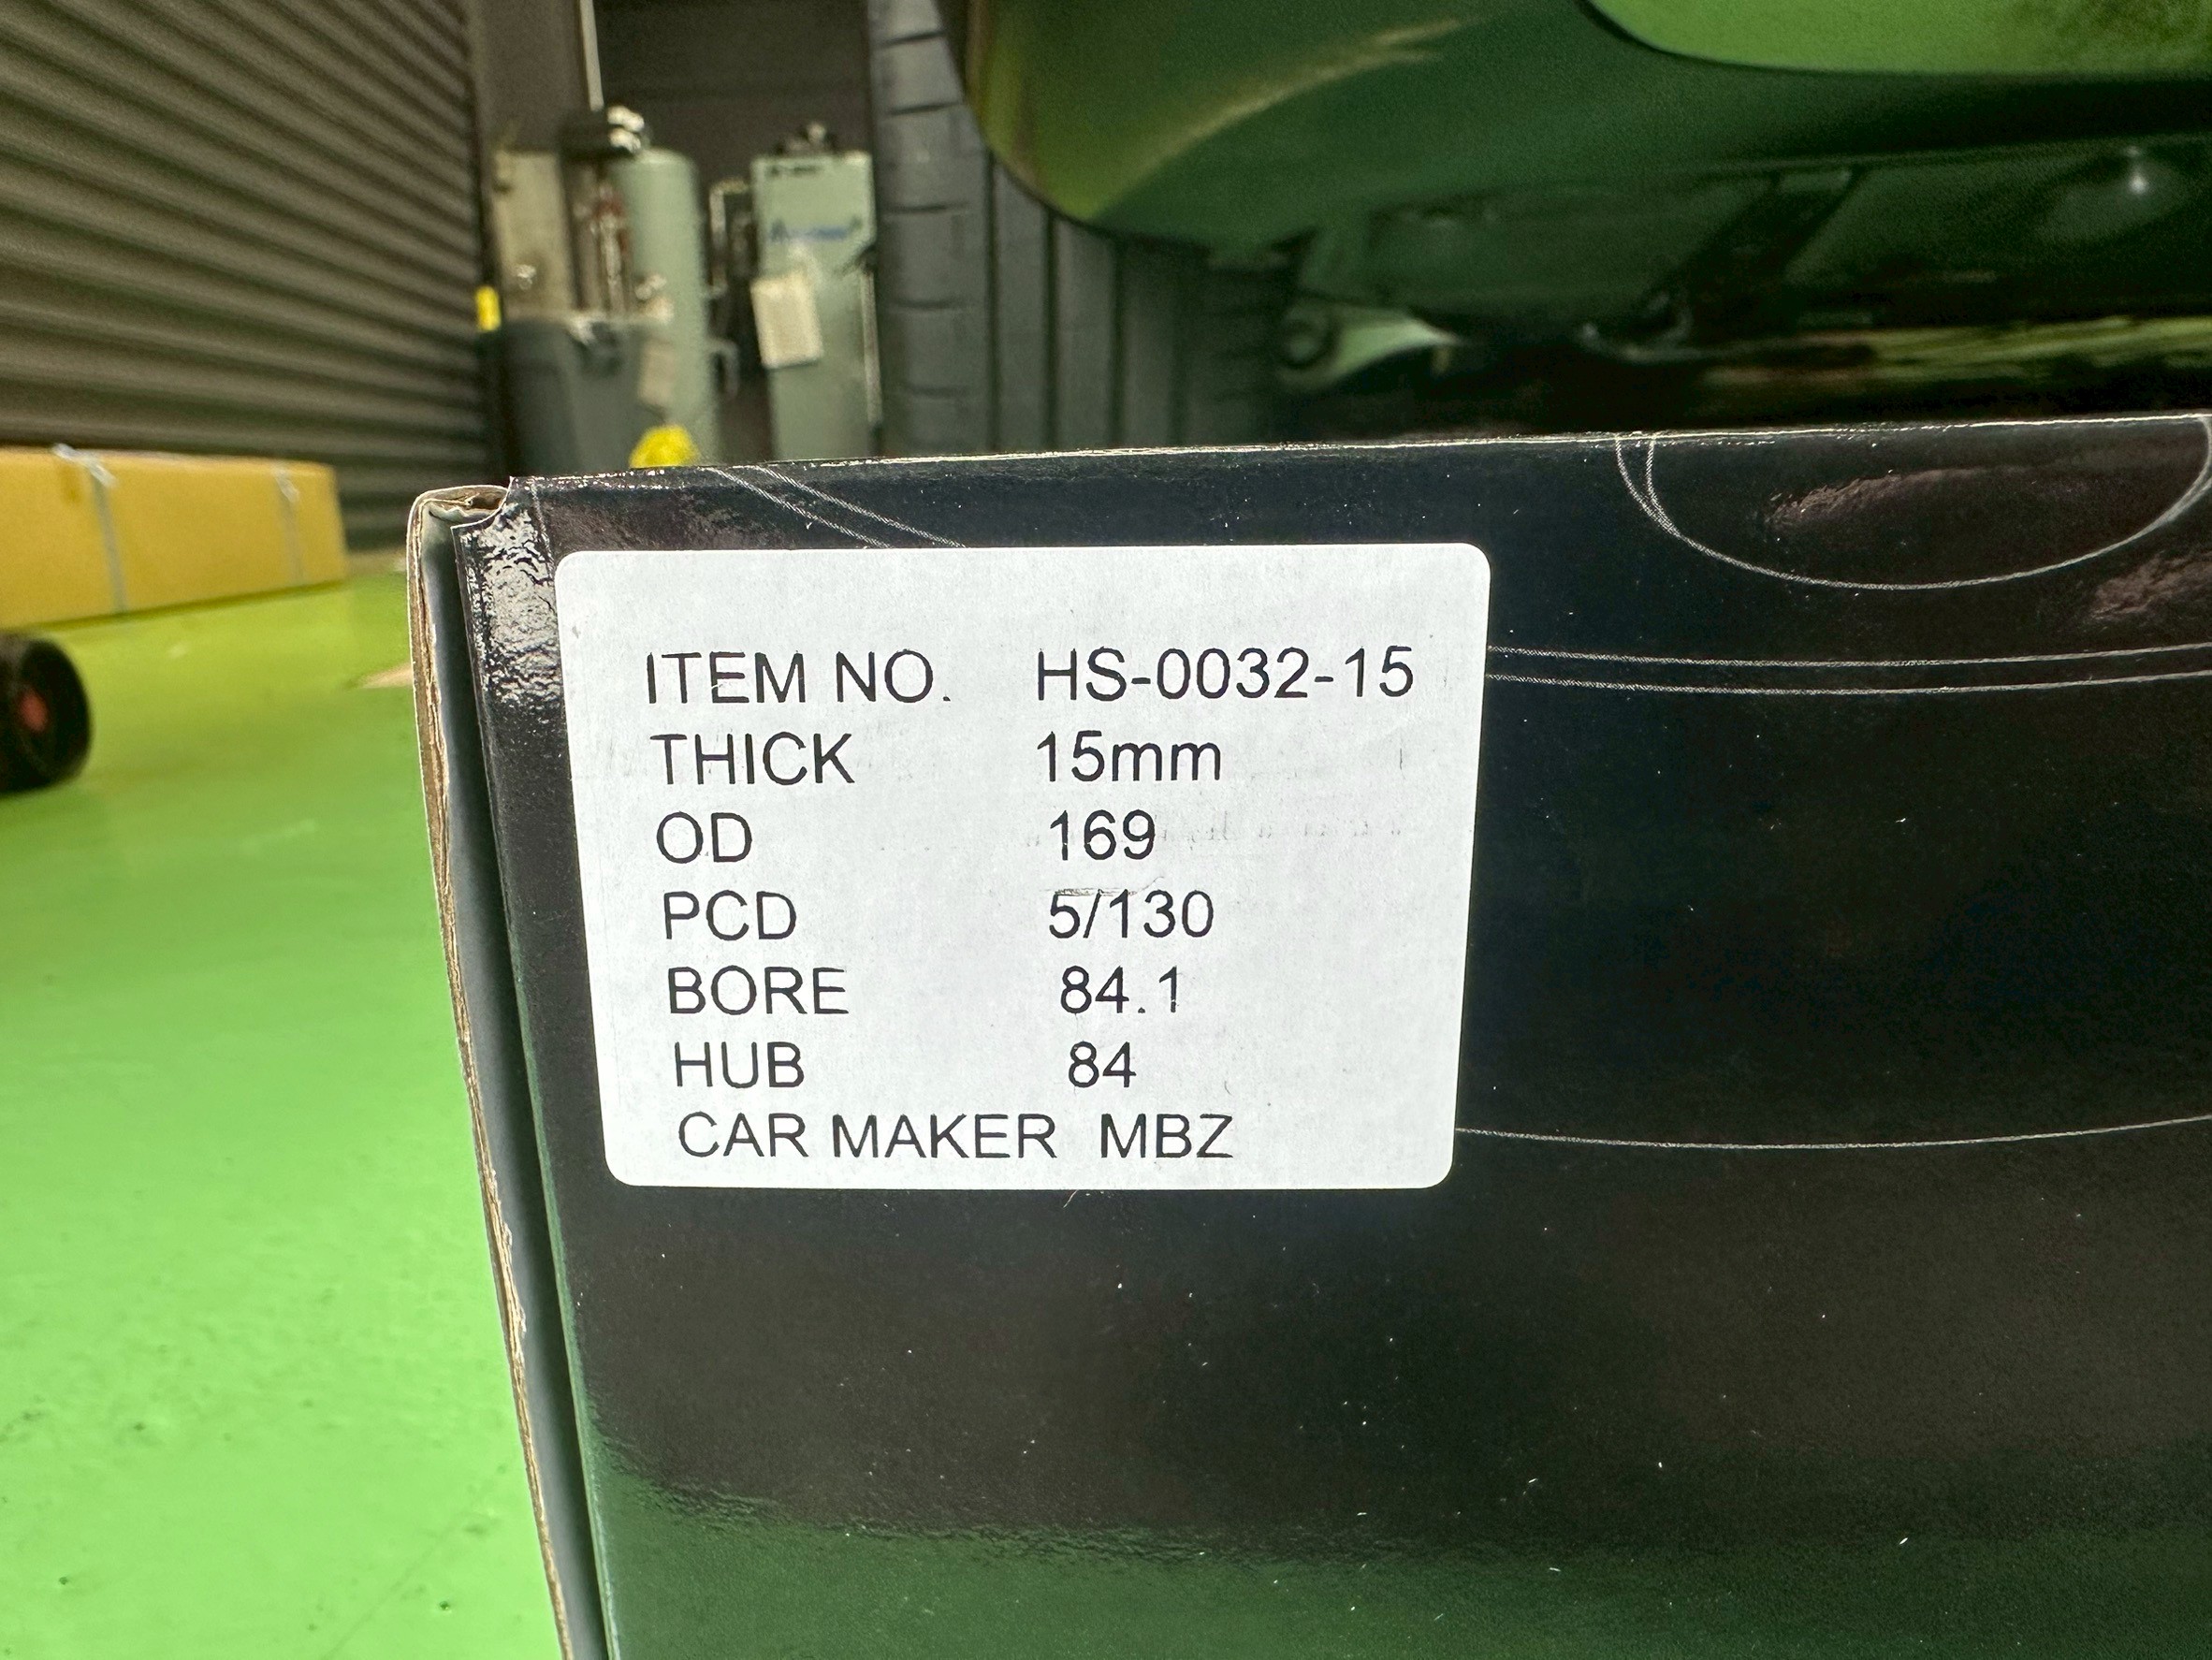 ITEM NO. HS-0032-15
THICK 15mm
OD 169
PCD 5/130
BORE 84.1
HUB 84
CAR MAKER MBZ